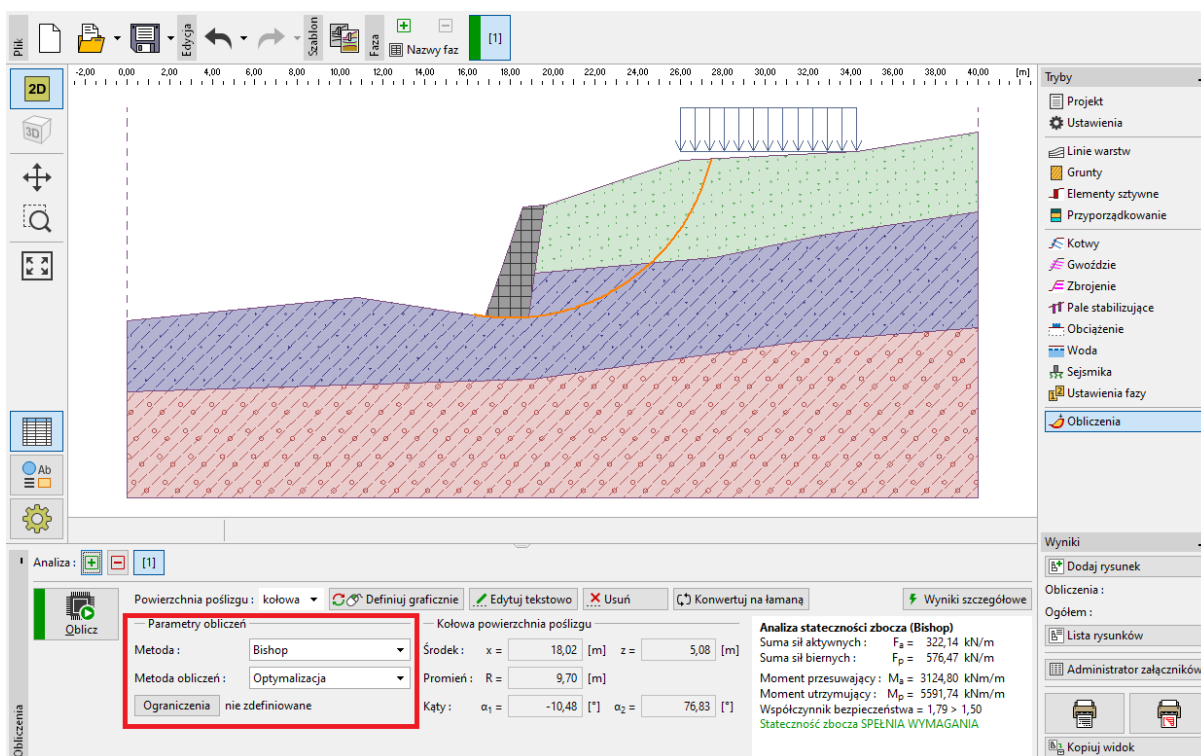 Plik
Edycja
Szablon
Faza
Nazwy faz
[1]
2D
3D
-2,00 0,00 2,00 4,00 6,00 8,00 10,00 12,00 14,00 16,00 18,00 20,00 22,00 24,00 26,00 28,00 30,00 32,00 34,00 36,00 38,00 40,00 [m]
Tryby
Projekt
Ustawienia
Linie warstw
Grunty
Elementy sztywne
Przyporządkowanie
Kotwy
Gwoździe
Zbrojenie
Pale stabilizujące
Obciążenie
Woda
Sejsmika
Ustawienia fazy
Obliczenia
Ab
Analiza : [1]
Oblicz
Powierzchnia poślizgu : kołowa Definiuj graficznie Edytuj tekstowo Usuń Konwertuj na łamaną Wyniki szczegółowe
Parametry obliczeń
Metoda : Bishop
Metoda obliczeń : Optymalizacja
Ograniczenia nie zdefiniowane
Kołowa powierzchnia poślizgu
Środek : x = 18,02 [m] z = 5,08 [m]
Promień : R = 9,70 [m]
Kąty : α1 = -10,48 [°] α2 = 76,83 [°]
Analiza stateczności zbocza (Bishop)
Suma sił aktywnych : Fa = 322,14 kN/m
Suma sił biernych : Fp = 576,47 kN/m
Moment przesuwający : Ma = 3124,80 kNm/m
Moment utrzymujący : Mp = 5591,74 kNm/m
Współczynnik bezpieczeństwa = 1,79 > 1,50
Stateczność zbocza SPEŁNIA WYMAGANIA
Obliczenia
Wyniki
Dodaj rysunek
Obliczenia :
Ogółem :
Lista rysunków
Administrator załączników
Kopiuj widok